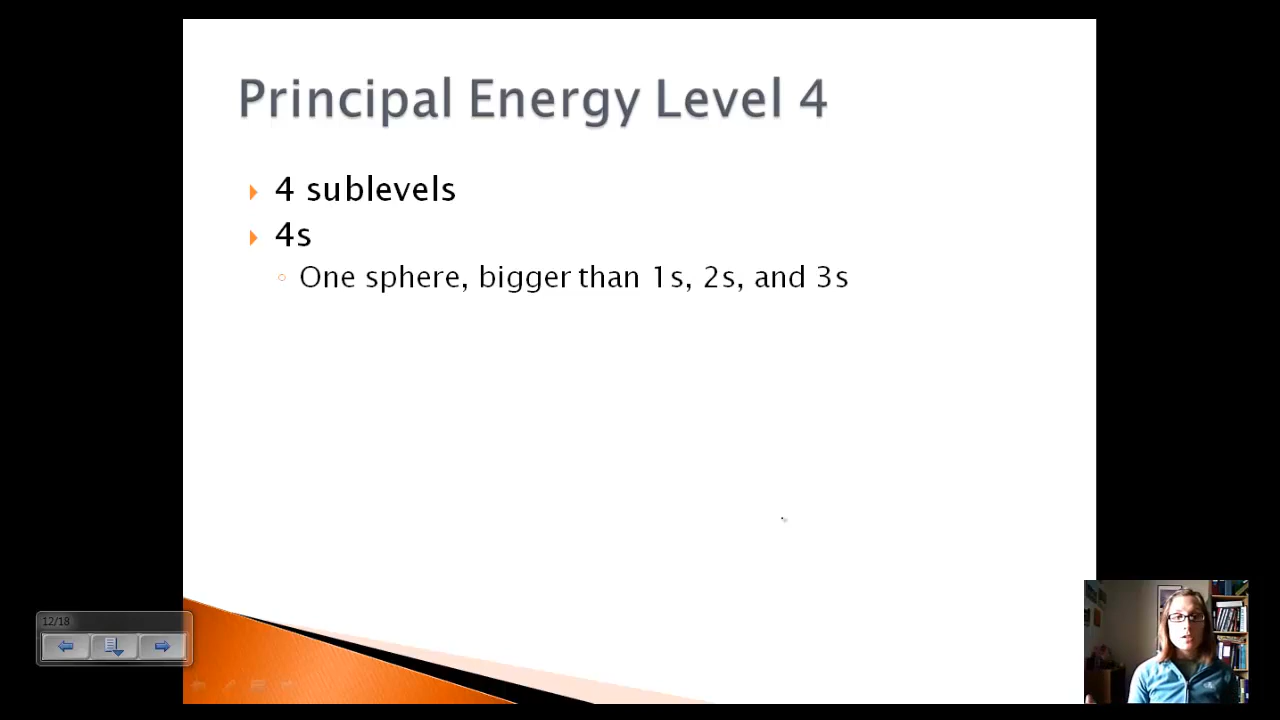 Principal Energy Level 4
4 sublevels
4s
One sphere, bigger than 1s, 2s, and 3s
12/18